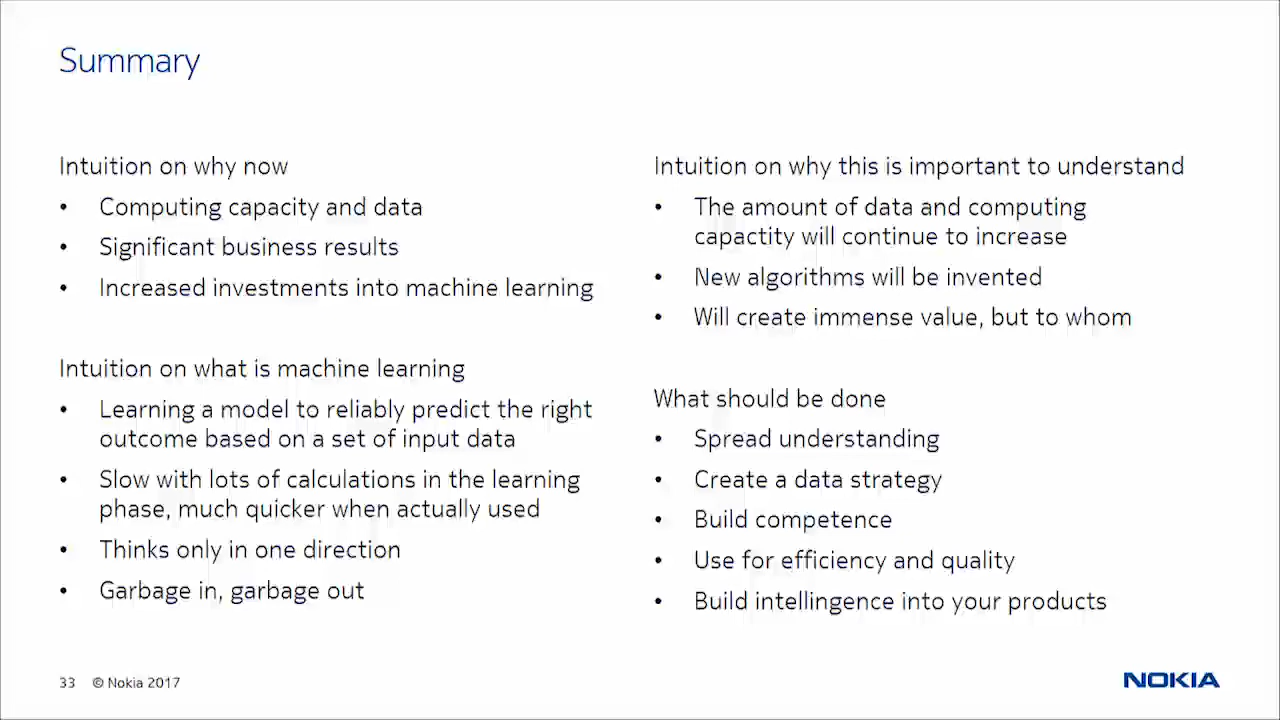 Summary
Intuition on why now
• Computing capacity and data
• Significant business results
• Increased investments into machine learning
Intuition on what is machine learning
• Learning a model to reliably predict the right
outcome based on a set of input data
• Slow with lots of calculations in the learning
phase, much quicker when actually used
• Thinks only in one direction
• Garbage in, garbage out
Intuition on why this is important to understand
• The amount of data and computing
capactity will continue to increase
• New algorithms will be invented
• Will create immense value, but to whom
What should be done
• Spread understanding
• Create a data strategy
• Build competence
• Use for efficiency and quality
• Build intellingence into your products
33 © Nokia 2017
NOKIA